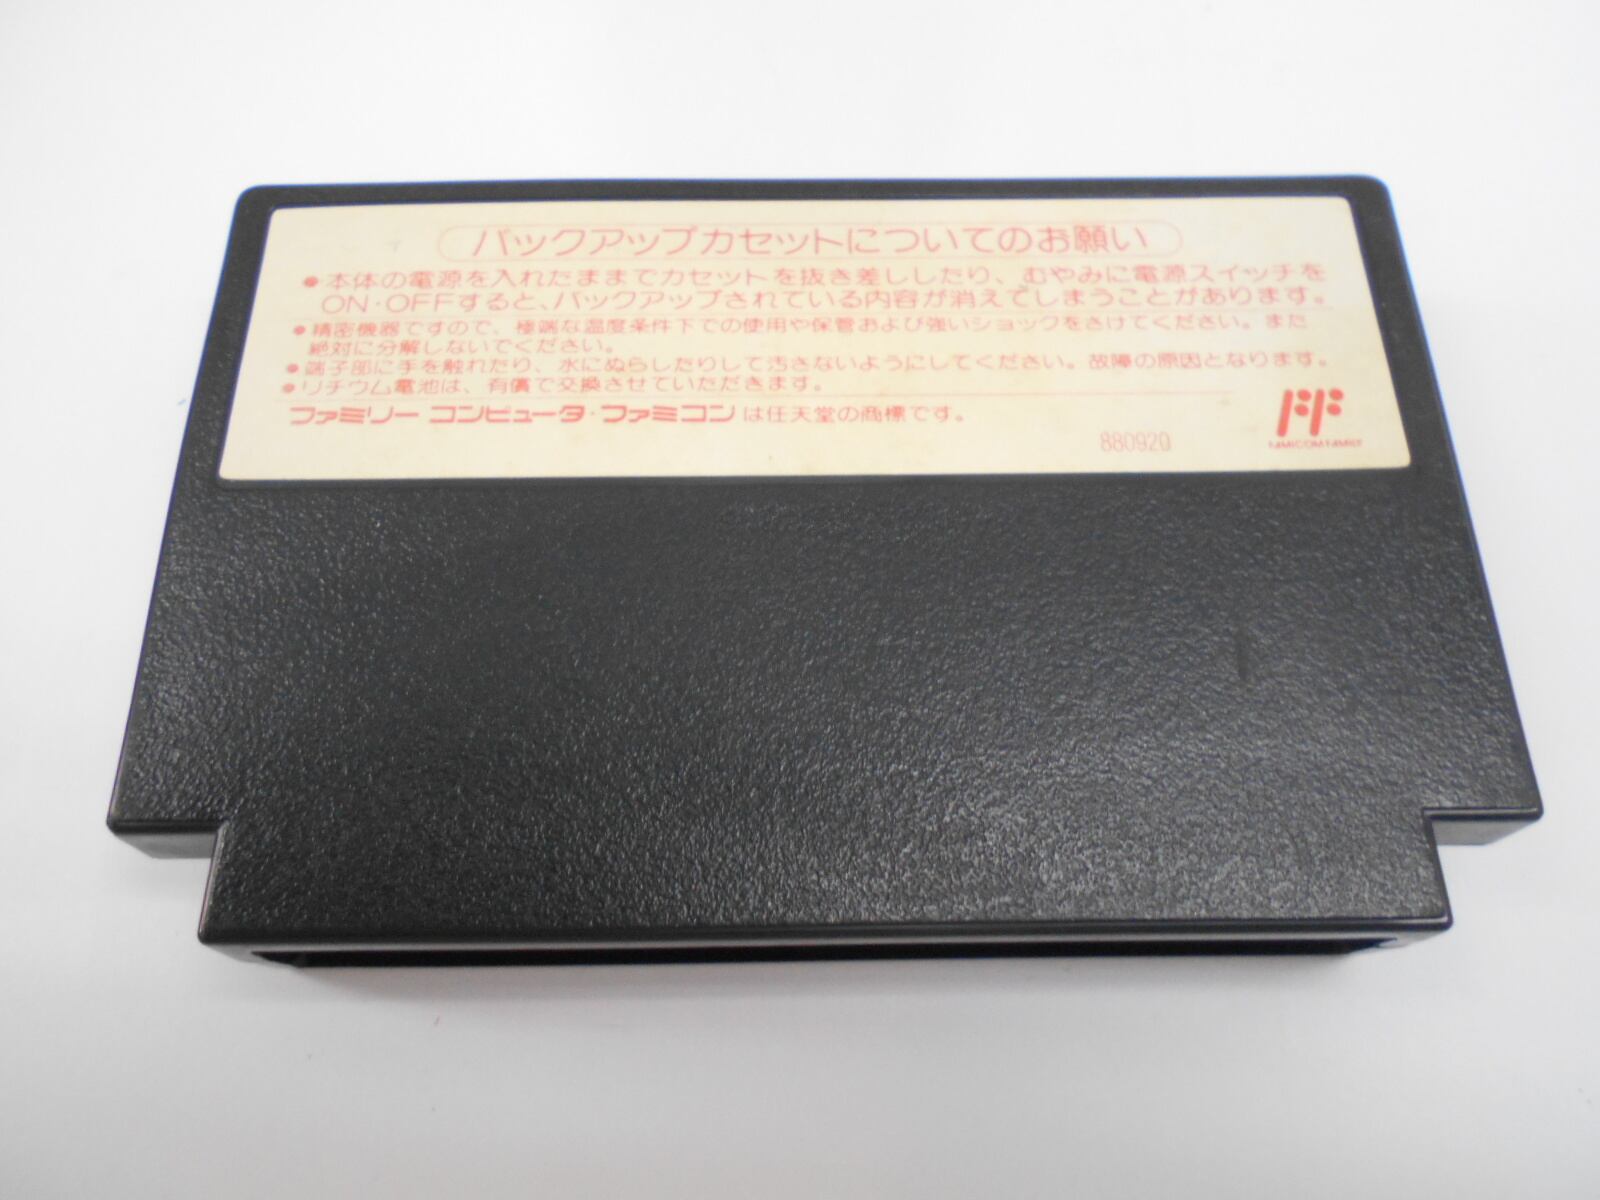 バックアップカセットについてのお願い
●本体の電源を入れたままでカセットを抜き差ししたり、むやみに電源スイッチを
ON・OFFすると、バックアップされている内容が消えてしまうことがあります。
●精密機器ですので、極端な温度条件下での使用や保管および強いショックをさけてください。また
絶対に分解しないでください。
●端子部に手を触れたり、水にぬらしたりして汚さないようにしてください。故障の原因となります。
●リチウム電池は、有償で交換させていただきます。
ファミリー コンピュータ・ファミコン は任天堂の商標です。
880920
FAMICOM FAMILY